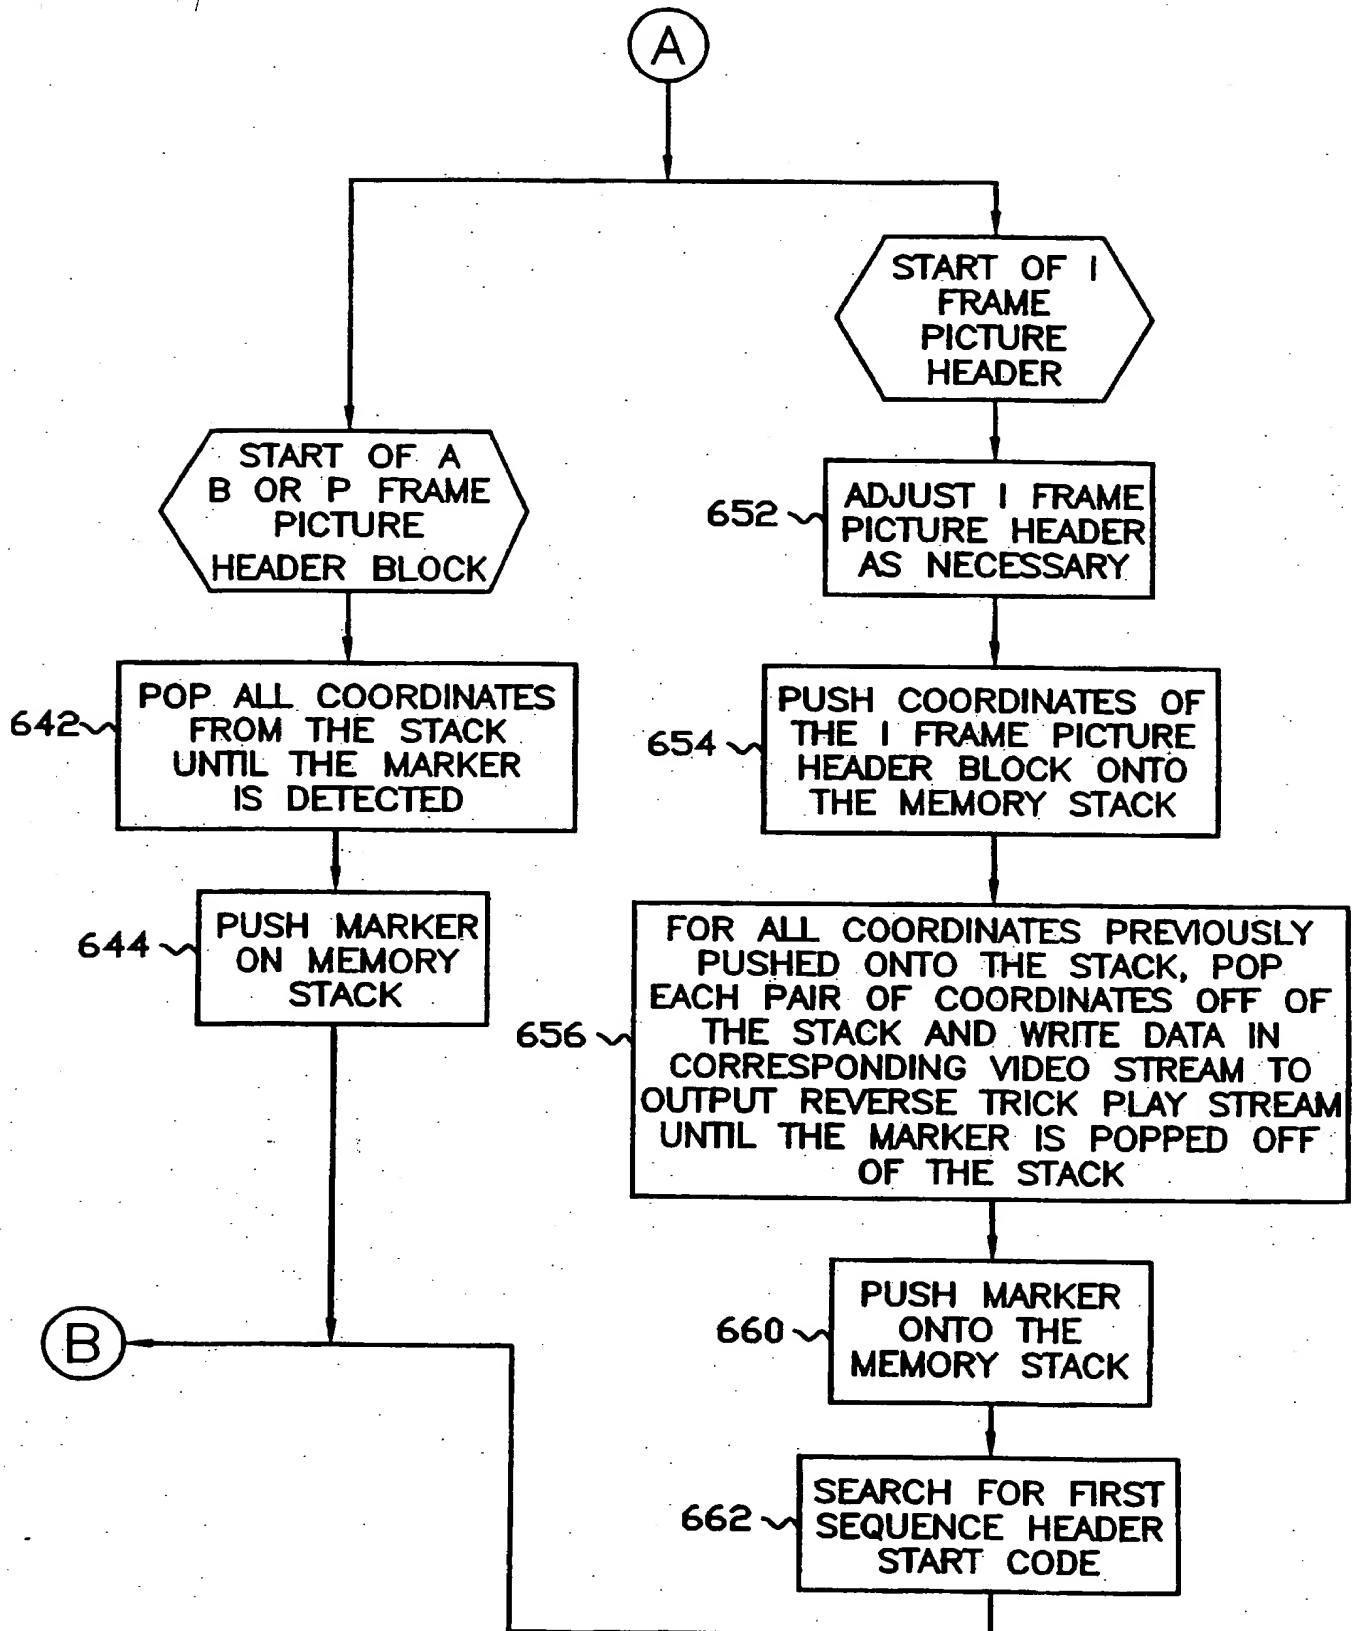 A
START OF I
FRAME
PICTURE
HEADER
START OF A
B OR P FRAME
PICTURE
HEADER BLOCK
652
ADJUST I FRAME
PICTURE HEADER
AS NECESSARY
642
POP ALL COORDINATES
FROM THE STACK
UNTIL THE MARKER
IS DETECTED
654
PUSH COORDINATES OF
THE I FRAME PICTURE
HEADER BLOCK ONTO
THE MEMORY STACK
644
PUSH MARKER
ON MEMORY
STACK
656
FOR ALL COORDINATES PREVIOUSLY
PUSHED ONTO THE STACK, POP
EACH PAIR OF COORDINATES OFF OF
THE STACK AND WRITE DATA IN
CORRESPONDING VIDEO STREAM TO
OUTPUT REVERSE TRICK PLAY STREAM
UNTIL THE MARKER IS POPPED OFF
OF THE STACK
B
660
PUSH MARKER
ONTO THE
MEMORY STACK
662
SEARCH FOR FIRST
SEQUENCE HEADER
START CODE